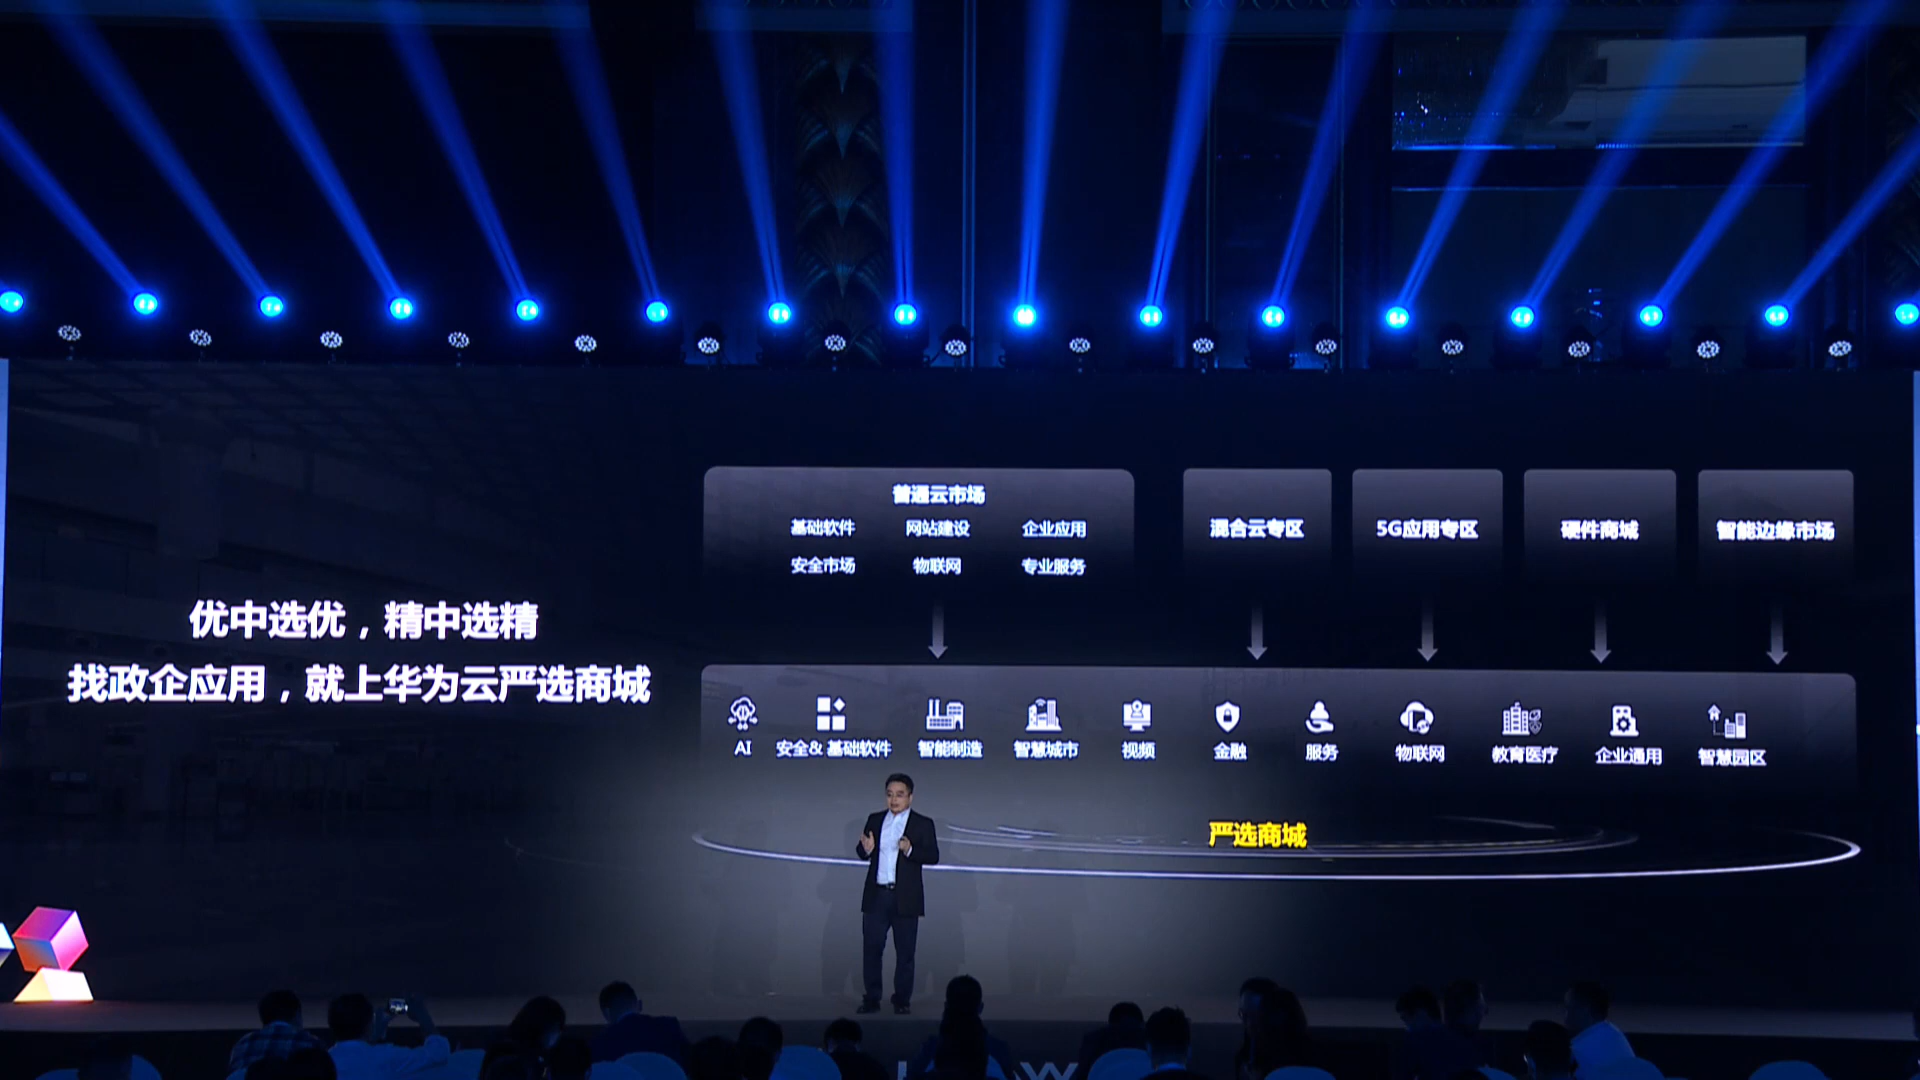 优中选优，精中选精
找政企应用，就上华为云严选商城
普通云市场
基础软件 网站建设 企业应用
安全市场 物联网 专业服务
混合云专区
5G应用专区
硬件商城
智能边缘市场
AI
安全& 基础软件
智能制造
智慧城市
视频
金融
服务
物联网
教育医疗
企业通用
智慧园区
严选商城